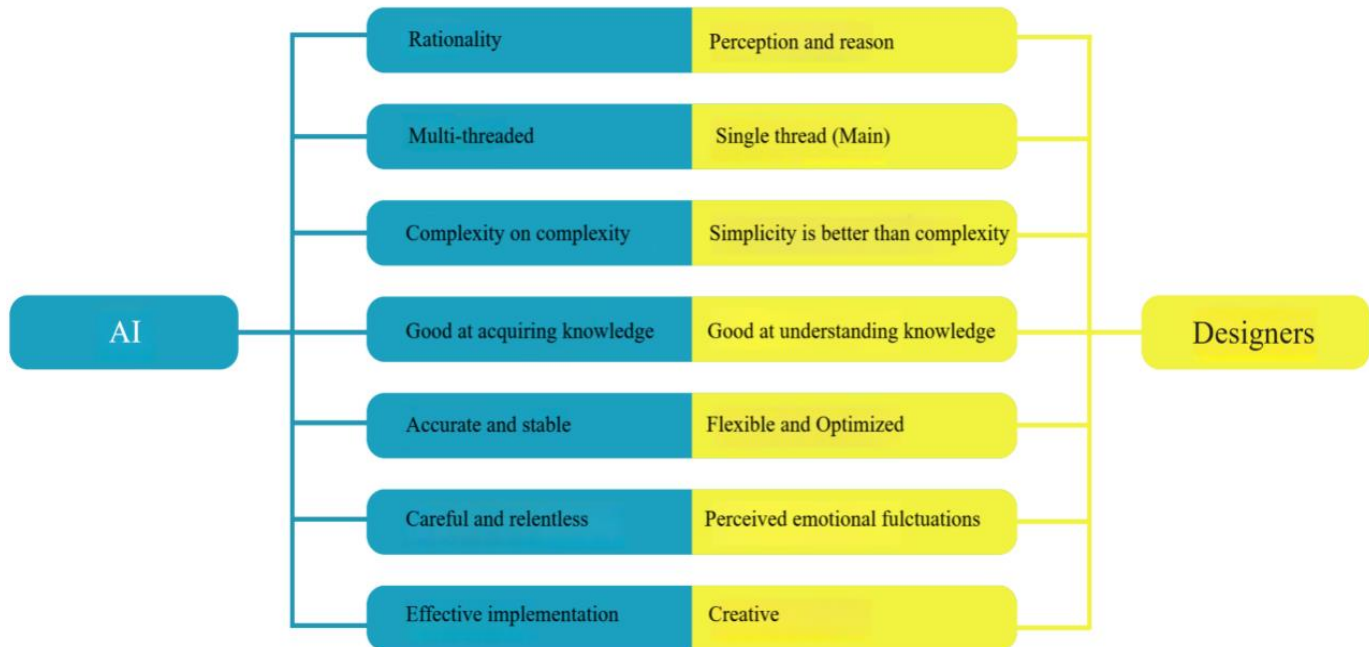 Rationality
Perception and reason
Multi-threaded
Single thread (Main)
Complexity on complexity
Simplicity is better than complexity
AI
Good at acquiring knowledge
Good at understanding knowledge
Designers
Accurate and stable
Flexible and Optimized
Careful and relentless
Perceived emotional fulctuations
Effective implementation
Creative